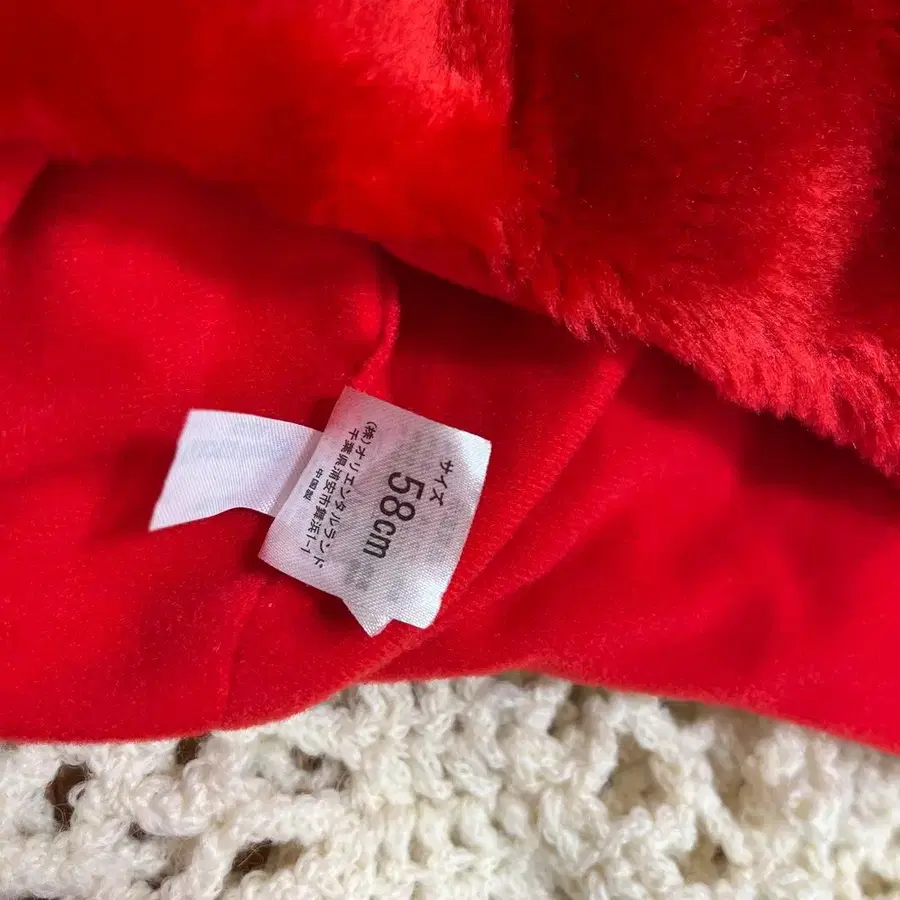 サイズ
58cm
(株)オリエンタルランド
千葉県浦安市舞浜1-1
中国製